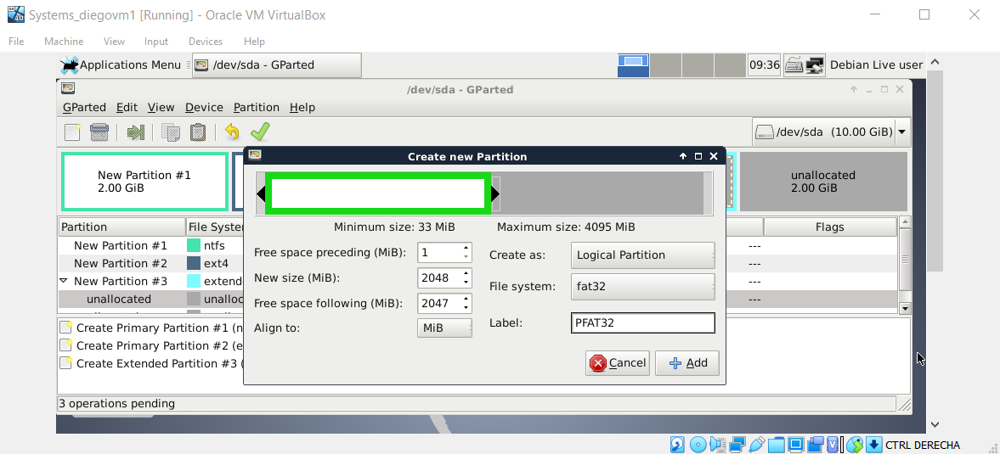 Systems_diegovm1 [Running] - Oracle VM VirtualBox
File Machine View Input Devices Help
Applications Menu /dev/sda - GParted 09:36 Debian Live user
/dev/sda - GParted
GParted Edit View Device Partition Help
/dev/sda (10.00 GiB)
Create new Partition
New Partition #1
2.00 GiB
unallocated
2.00 GiB
Minimum size: 33 MiB Maximum size: 4095 MiB
Partition File Syste Flags
Free space preceding (MiB): 1 Create as: Logical Partition
New size (MiB): 2048 File system: fat32
Free space following (MiB): 2047
Align to: MiB Label: PFAT32
Cancel Add
New Partition #1 ntfs ---
New Partition #2 ext4 ---
New Partition #3 extend ---
unallocated unalloc ---
Create Primary Partition #1 (n
Create Primary Partition #2 (e
Create Extended Partition #3 (
3 operations pending
CTRL DERECHA